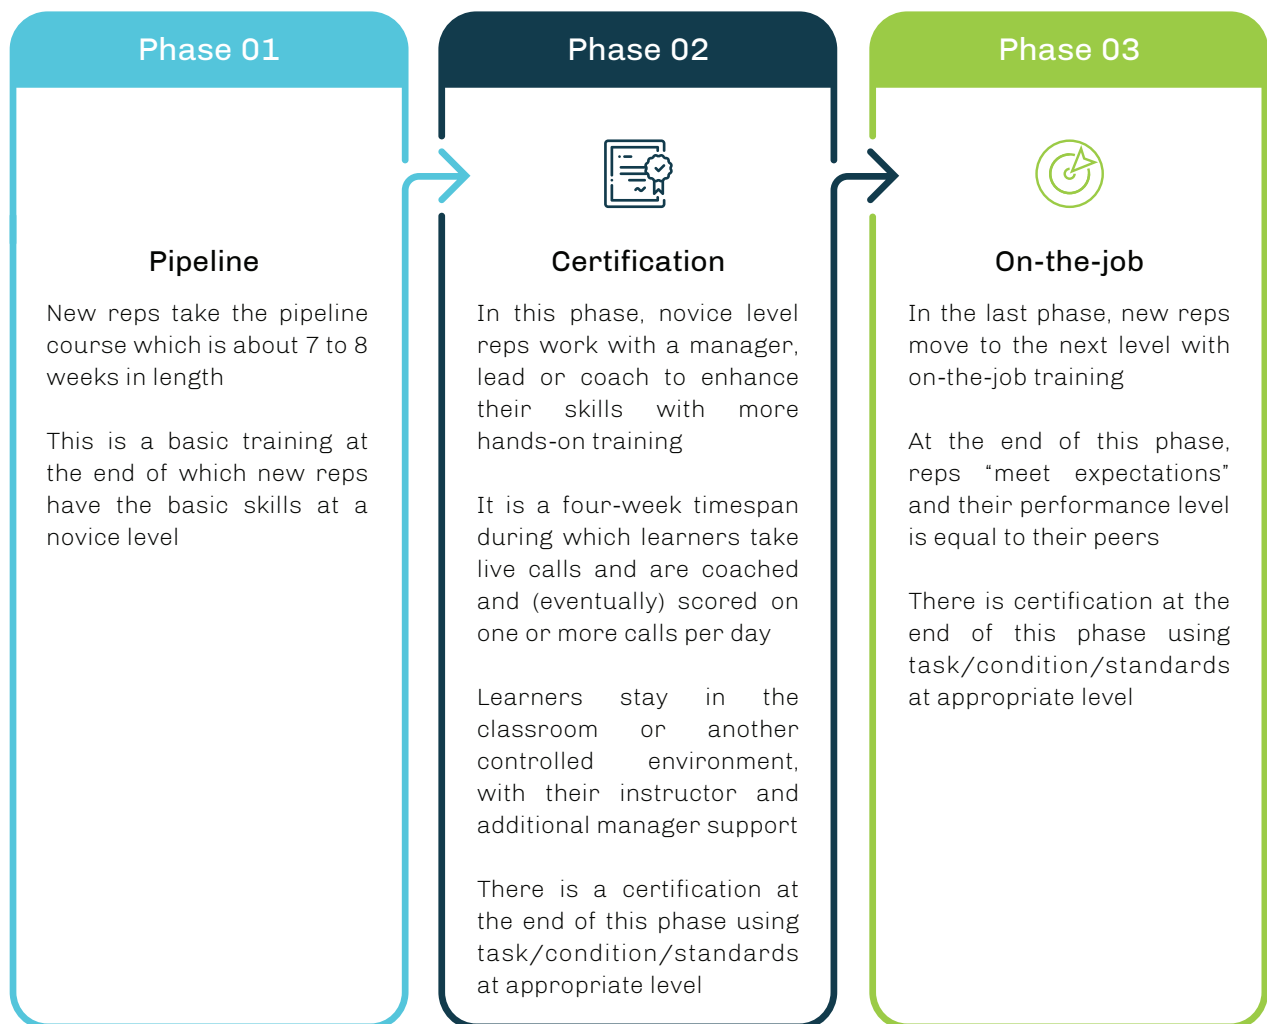 Phase 01
Pipeline
New reps take the pipeline
course which is about 7 to 8
weeks in length
This is a basic training at
the end of which new reps
have the basic skills at a
novice level
Phase 02
Certification
In this phase, novice level
reps work with a manager,
lead or coach to enhance
their skills with more
hands-on training
It is a four-week timespan
during which learners take
live calls and are coached
and (eventually) scored on
one or more calls per day
Learners stay in the
classroom or another
controlled environment,
with their instructor and
additional manager support
There is a certification at
the end of this phase using
task/condition/standards
at appropriate level
Phase 03
On-the-job
In the last phase, new reps
move to the next level with
on-the-job training
At the end of this phase,
reps “meet expectations”
and their performance level
is equal to their peers
There is certification at the
end of this phase using
task/condition/standards
at appropriate level